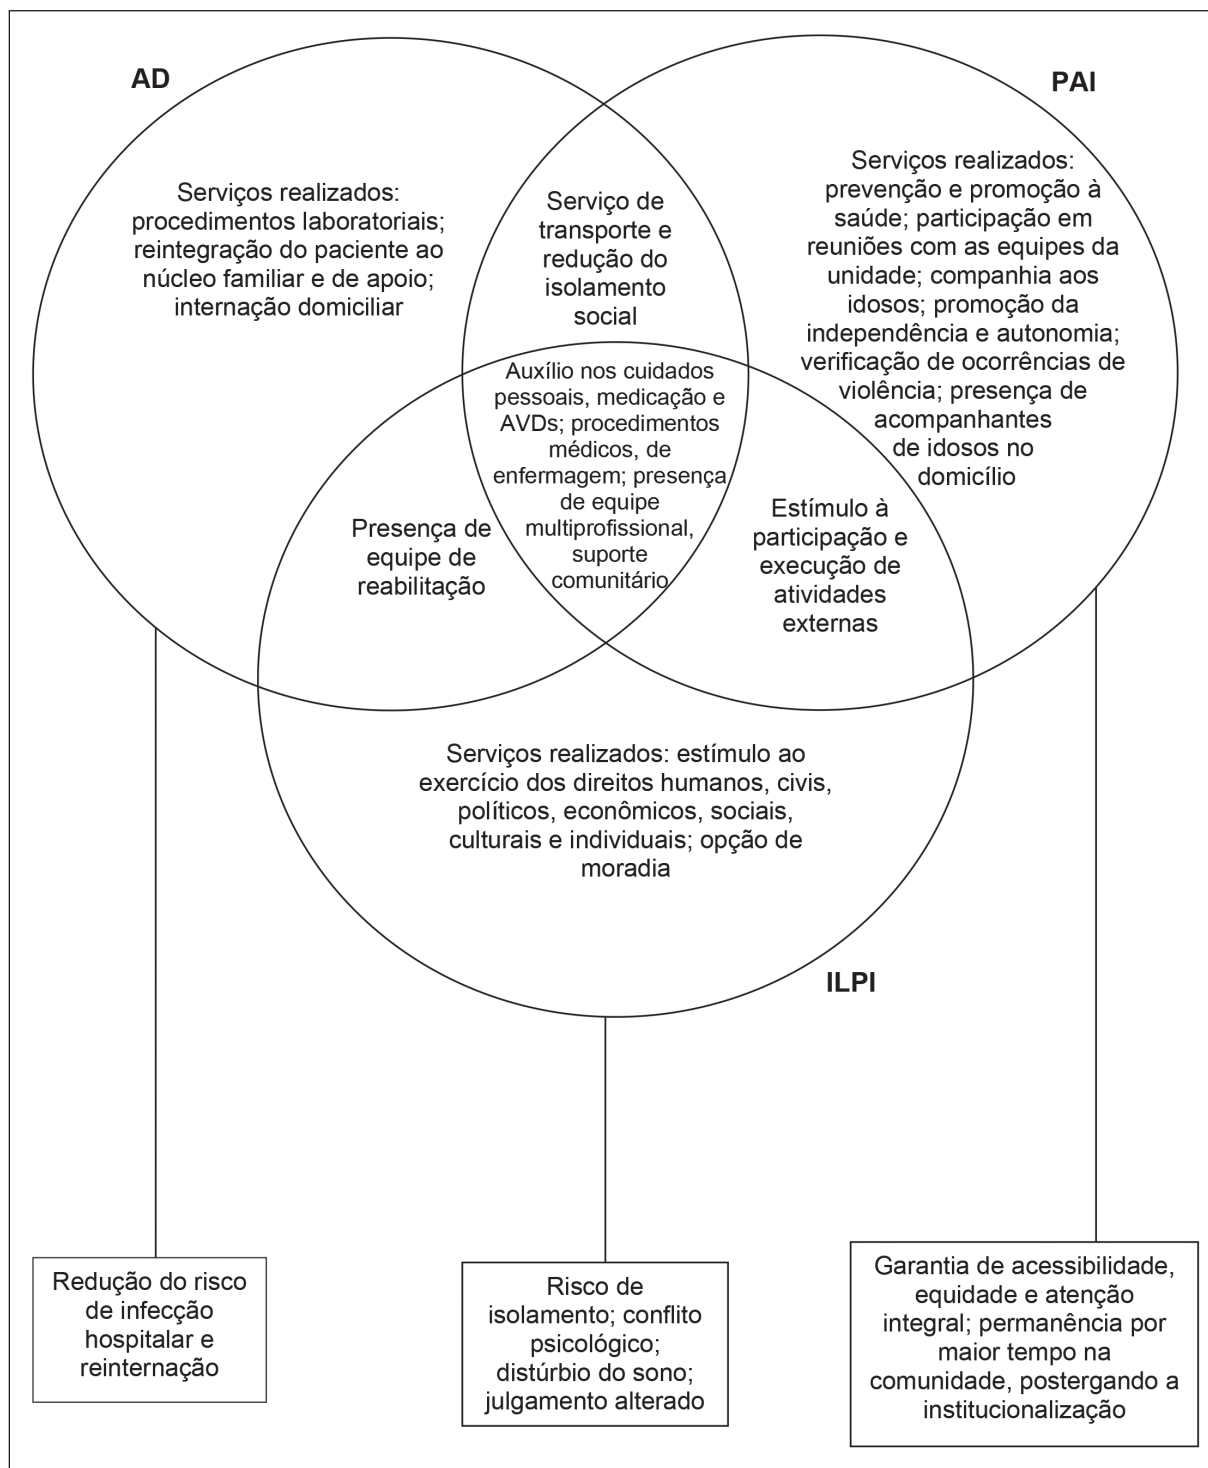 AD
PAI
Serviços realizados:
procedimentos laboratoriais;
reintegração do paciente ao
núcleo familiar e de apoio;
internação domiciliar
Serviço de
transporte e
redução do
isolamento
social
Serviços realizados:
prevenção e promoção à
saúde; participação em
reuniões com as equipes da
unidade; companhia aos
idosos; promoção da
independência e autonomia;
verificação de ocorrências de
violência; presença de
acompanhantes
de idosos no
domicílio
Auxílio nos cuidados
pessoais, medicação e
AVDs; procedimentos
médicos, de
enfermagem; presença
de equipe
multiprofissional,
suporte
comunitário
Presença de
equipe de
reabilitação
Estímulo à
participação e
execução de
atividades
externas
Serviços realizados: estímulo ao
exercício dos direitos humanos, civis,
políticos, econômicos, sociais,
culturais e individuais; opção de
moradia
ILPI
Redução do risco
de infecção
hospitalar e
reinternação
Risco de
isolamento; conflito
psicológico;
distúrbio do sono;
julgamento alterado
Garantia de acessibilidade,
equidade e atenção
integral; permanência por
maior tempo na
comunidade, postergando a
institucionalização